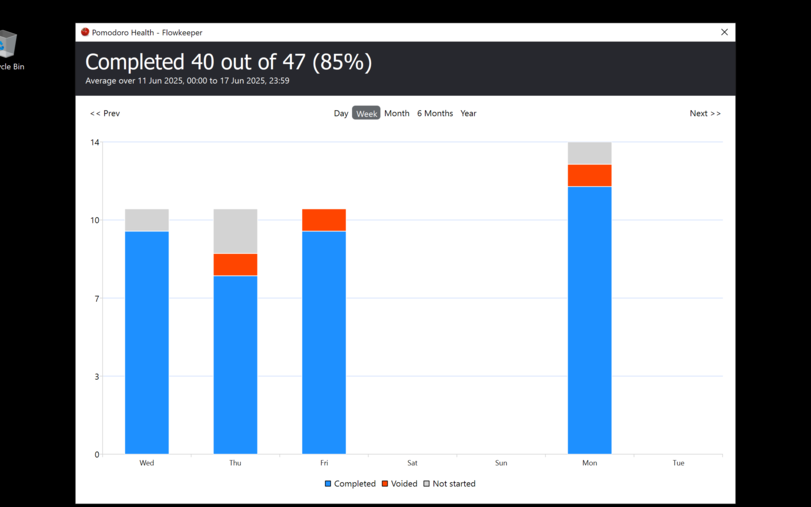 Pomodoro Health - Flowkeeper
Completed 40 out of 47 (85%)
Average over 11 Jun 2025, 00:00 to 17 Jun 2025, 23:59
<< Prev Day Week Month 6 Months Year Next >>
14
10
7
3
0
Wed Thu Fri Sat Sun Mon Tue
Completed Voided Not started
cle Bin